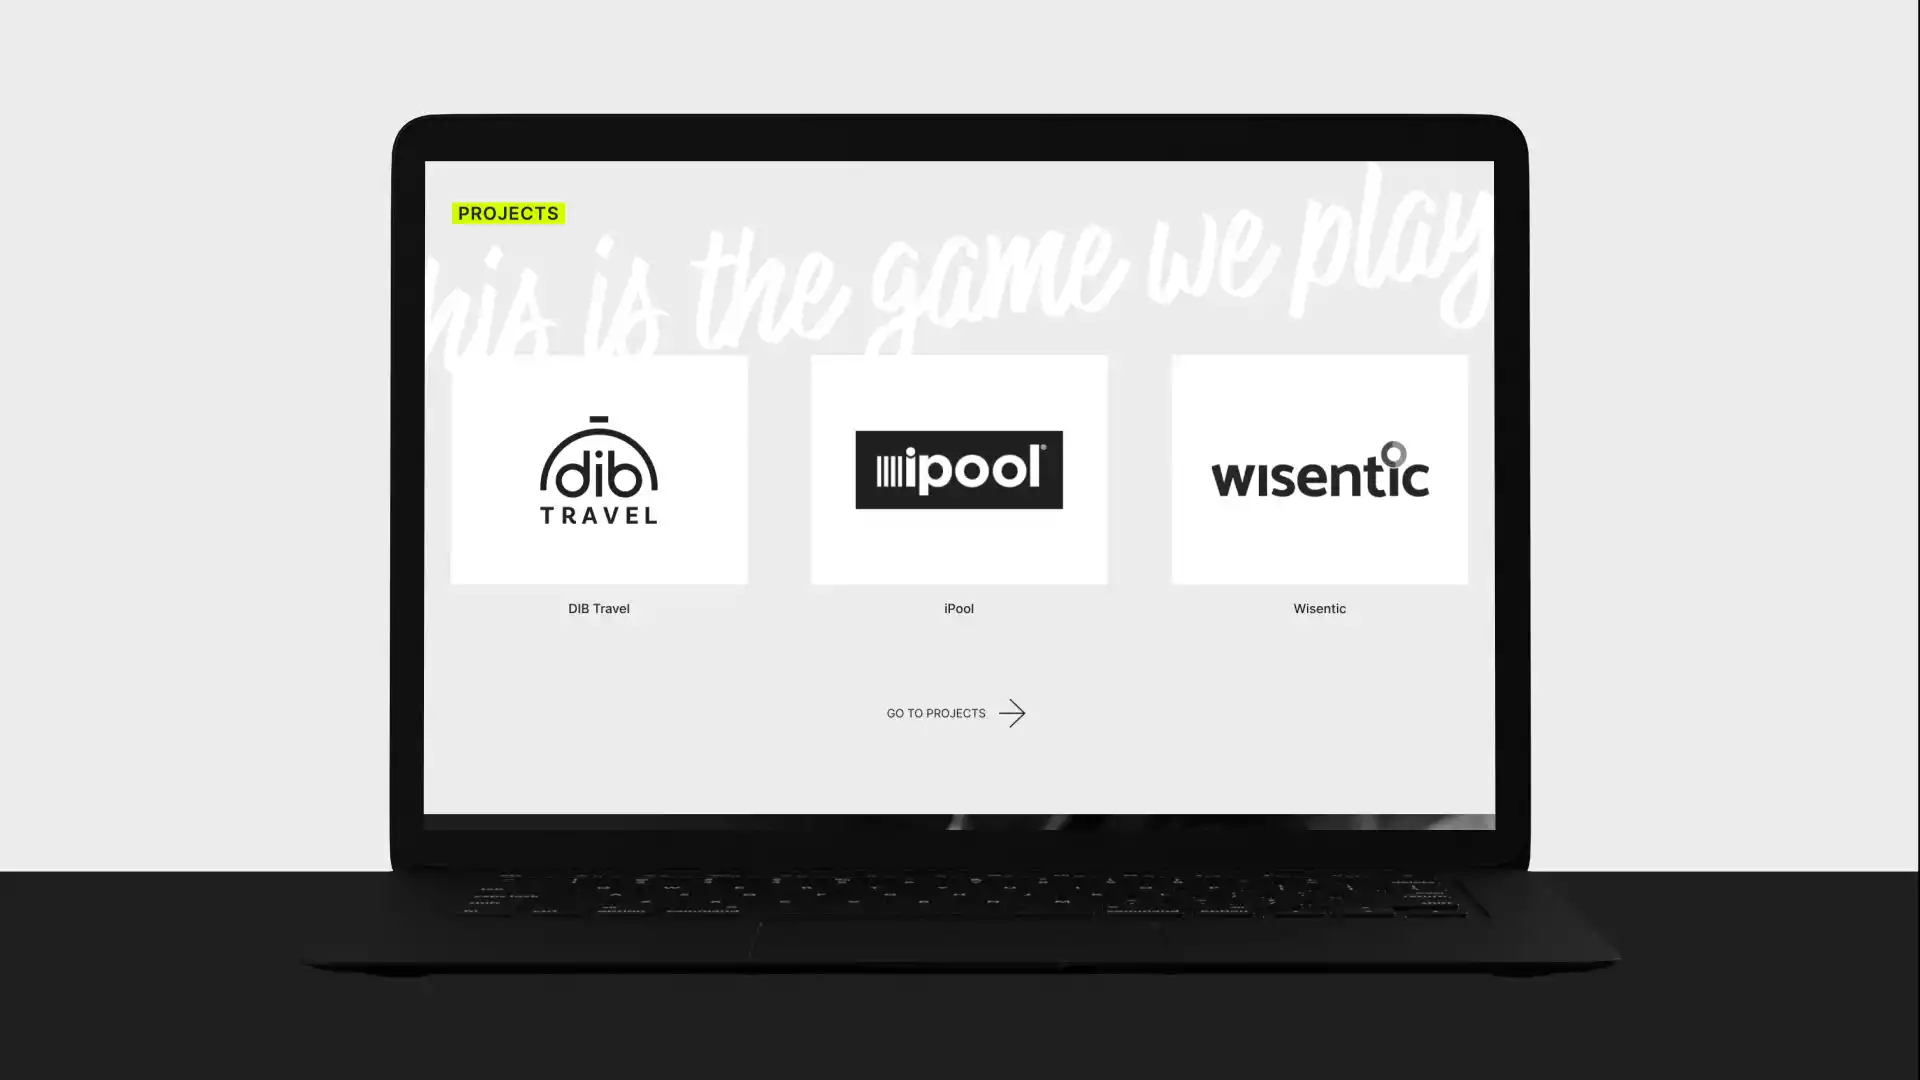 PROJECTS
his is the game we play
dib
TRAVEL
ipool
wisentic
DIB Travel
iPool
Wisentic
GO TO PROJECTS